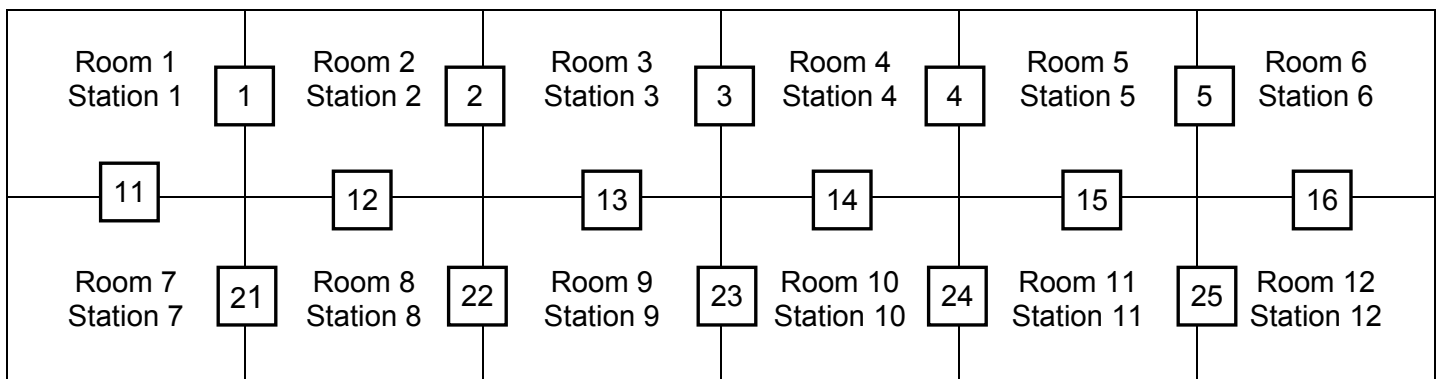 Room 1
Station 1
1
Room 2
Station 2
2
Room 3
Station 3
3
Room 4
Station 4
4
Room 5
Station 5
5
Room 6
Station 6
11
12
13
14
15
16
Room 7
Station 7
21
Room 8
Station 8
22
Room 9
Station 9
23
Room 10
Station 10
24
Room 11
Station 11
25
Room 12
Station 12